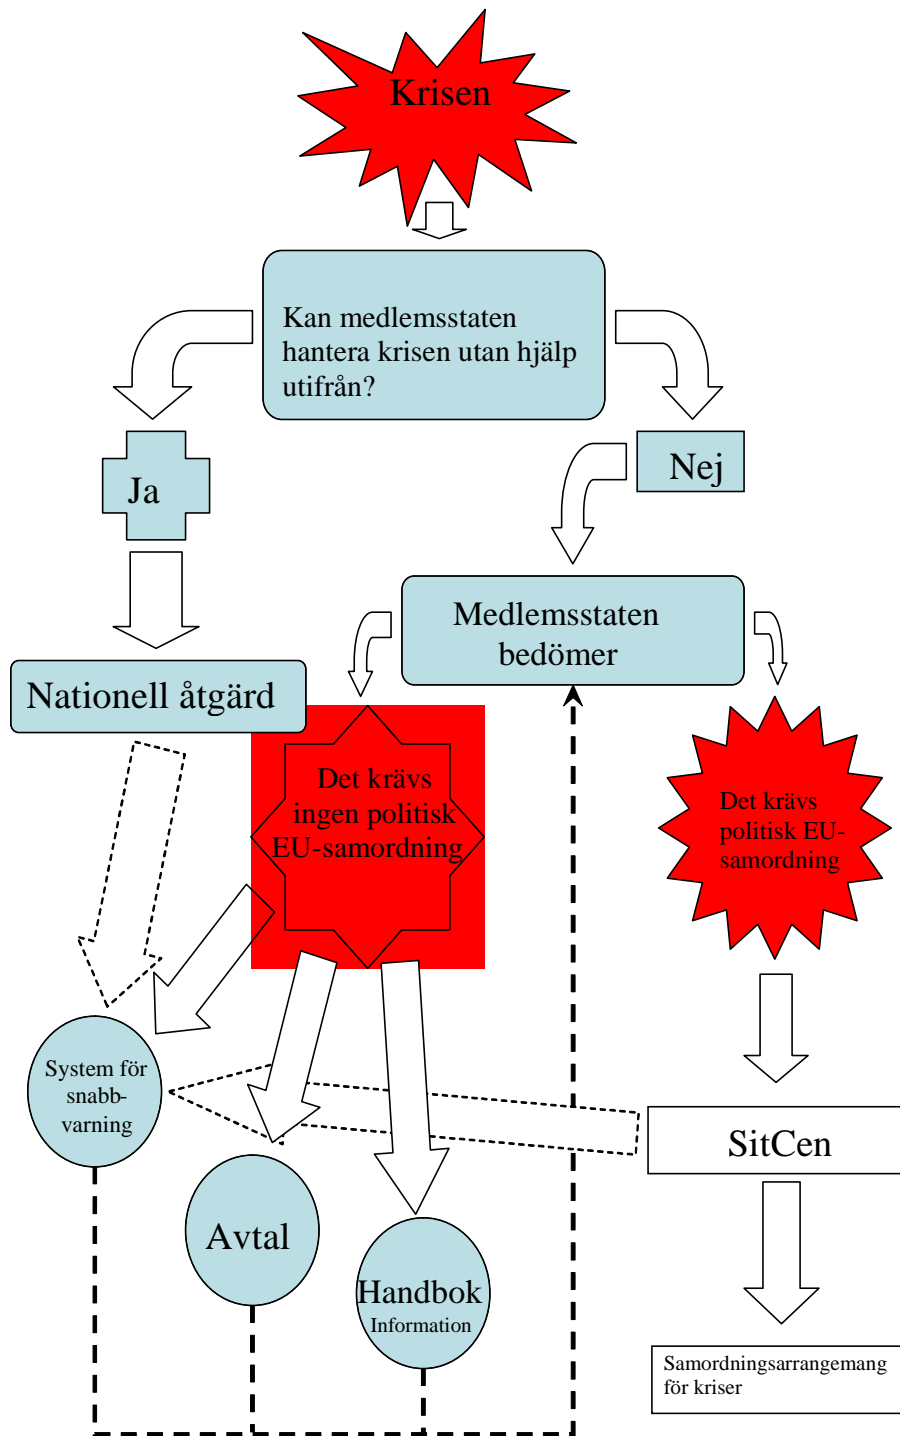 Krisen
Kan medlemsstaten
hantera krisen utan hjälp
utifrån?
Ja
Nej
Medlemsstaten
bedömer
Nationell åtgärd
Det krävs
ingen politisk
EU-samordning
Det krävs
politisk EU-
samordning
System för
snabb-
varning
SitCen
Avtal
Handbok
Information
Samordningsarrangemang
för kriser